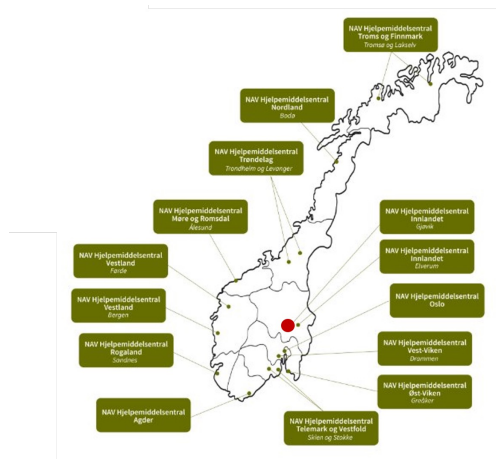 NAV Hjelpemiddelsentral
Troms og Finnmark
Tromsø og Lakselv
NAV Hjelpemiddelsentral
Nordland
Bodø
NAV Hjelpemiddelsentral
Trøndelag
Trondheim og Levanger
NAV Hjelpemiddelsentral
Møre og Romsdal
Ålesund
NAV Hjelpemiddelsentral
Innlandet
Gjøvik
NAV Hjelpemiddelsentral
Vestland
Førde
NAV Hjelpemiddelsentral
Innlandet
Elverum
NAV Hjelpemiddelsentral
Vestland
Bergen
NAV Hjelpemiddelsentral
Oslo
NAV Hjelpemiddelsentral
Rogaland
Sandnes
NAV Hjelpemiddelsentral
Vest-Viken
Drammen
NAV Hjelpemiddelsentral
Øst-Viken
Gralker
NAV Hjelpemiddelsentral
Agder
NAV Hjelpemiddelsentral
Telemark og Vestfold
Skien og Stokke